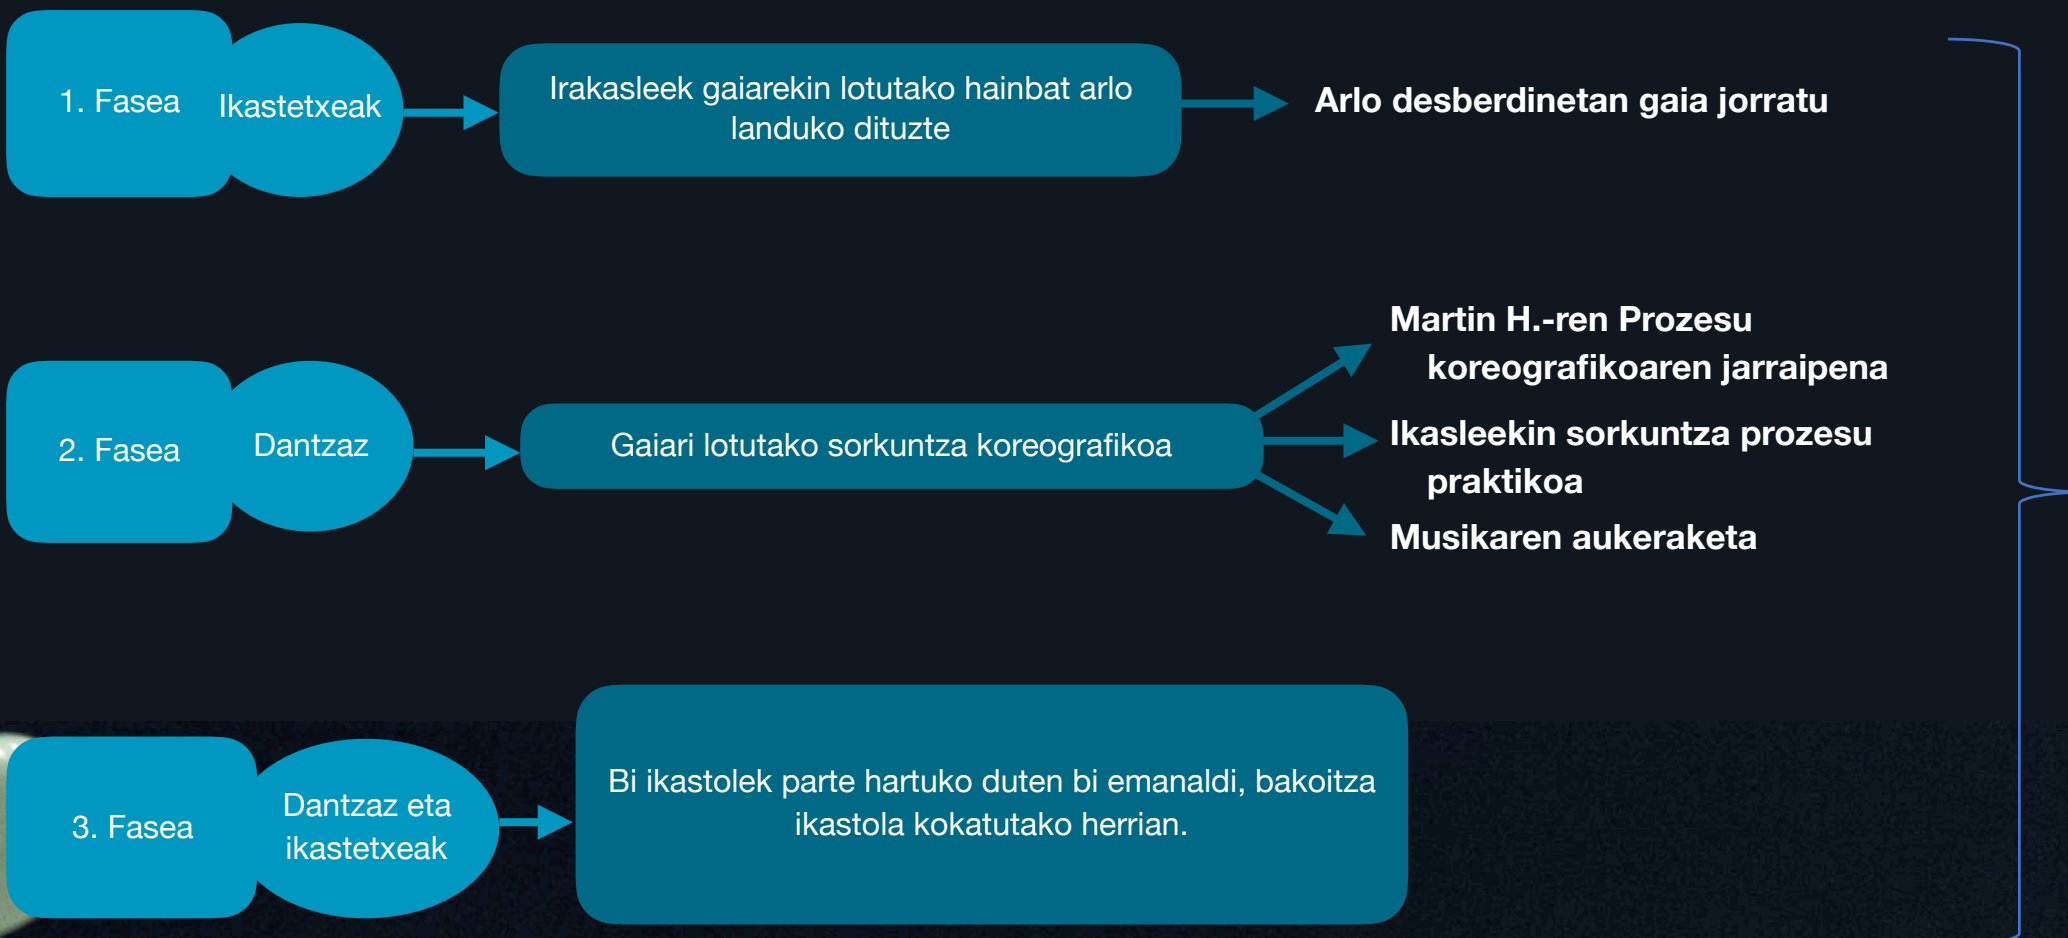 1. Fasea
Ikastetxeak
Irakasleek gaiarekin lotutako hainbat arlo
landuko dituzte
Arlo desberdinetan gaia jorratu
2. Fasea
Dantzaz
Gaiari lotutako sorkuntza koreografikoa
Martin H.-ren Prozesu
koreografikoaren jarraipena
Ikasleekin sorkuntza prozesu
praktikoa
Musikaren aukeraketa
3. Fasea
Dantzaz eta
ikastetxeak
Bi ikastolek parte hartuko duten bi emanaldi, bakoitza
ikastola kokatutako herrian.